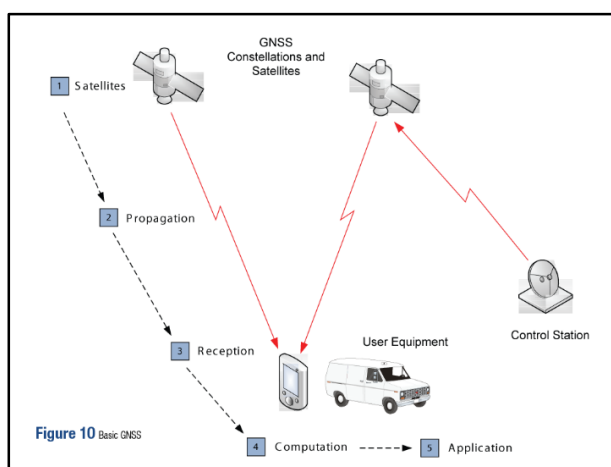 GNSS
Constellations and
Satellites
1 Satellites
2 Propagation
3 Reception
User Equipment
Control Station
4 Computation
5 Application
Figure 10 Basic GNSS